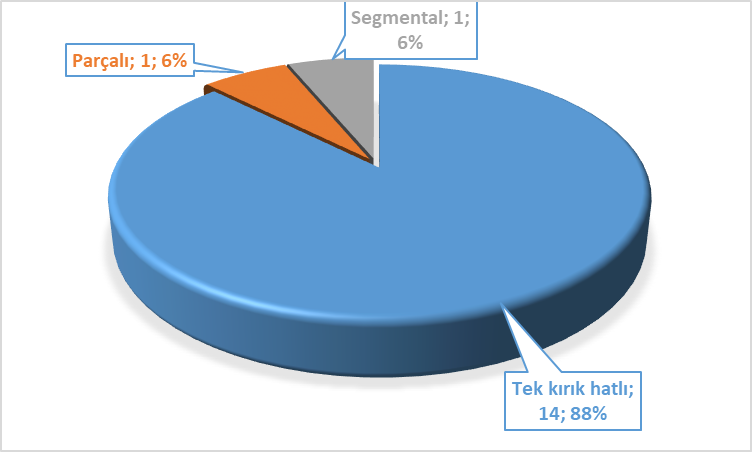 Segmental; 1;
6%
Parçalı; 1; 6%
Tek kırık hatlı;
14; 88%